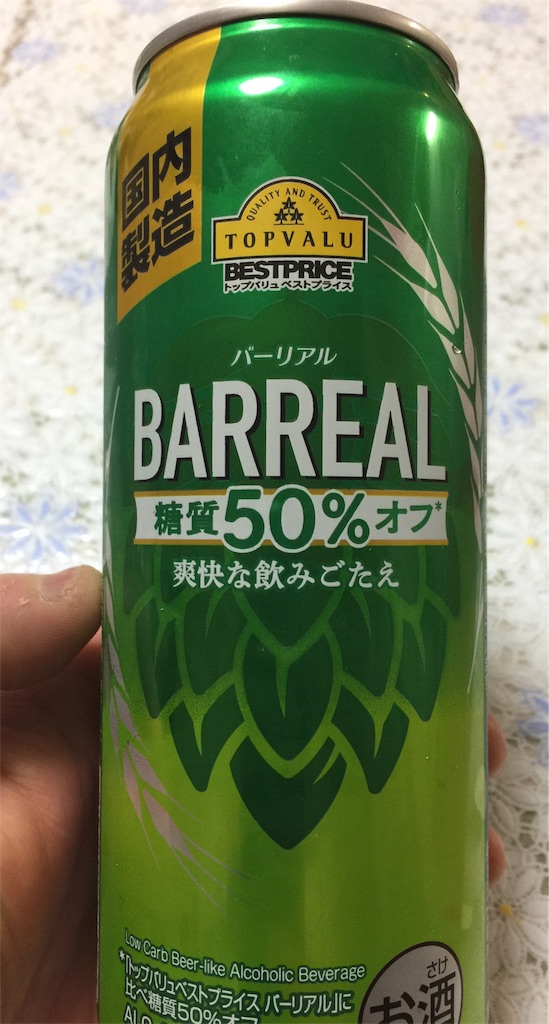 国内
製造
QUALITY AND TRUST
TOPVALU
BESTPRICE
トップバリュ ベストプライス
バーリアル
BARREAL
糖質50%オフ*
爽快な飲みごたえ
Low Carb Beer-like Alcoholic Beverage
*「トップバリュベストプライス バーリアル」に
比べ糖質50%オフ
さけ
お酒